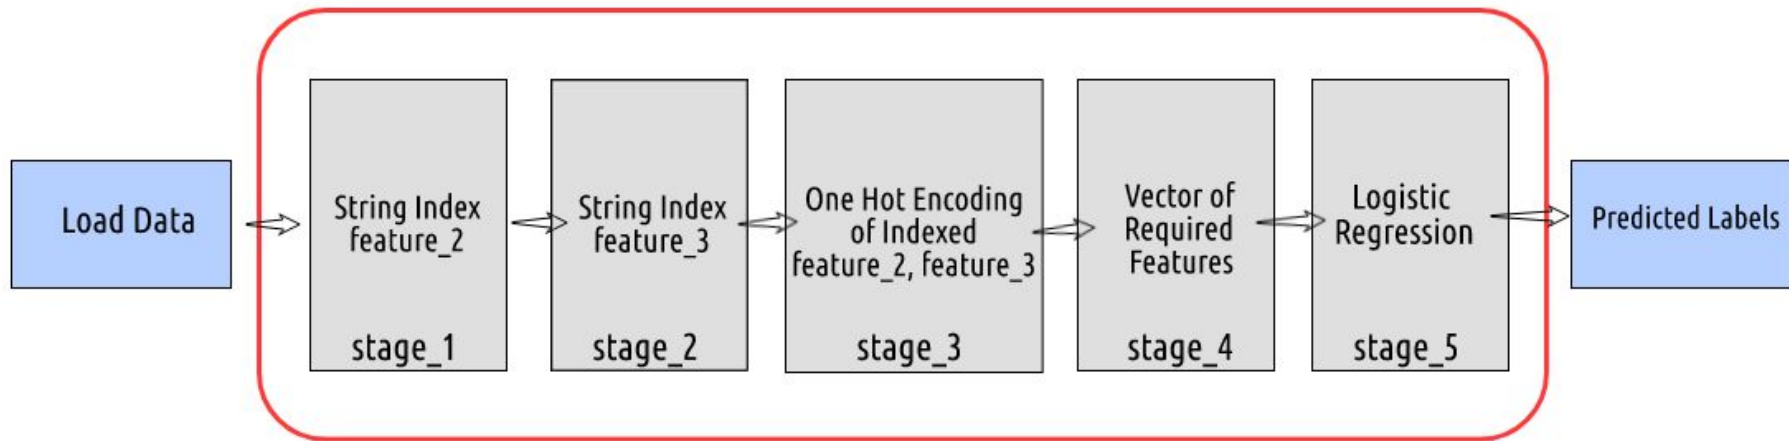 Load Data
String Index
feature_2
stage_1
String Index
feature_3
stage_2
One Hot Encoding
of Indexed
feature_2, feature_3
stage_3
Vector of
Required
Features
stage_4
Logistic
Regression
stage_5
Predicted Labels